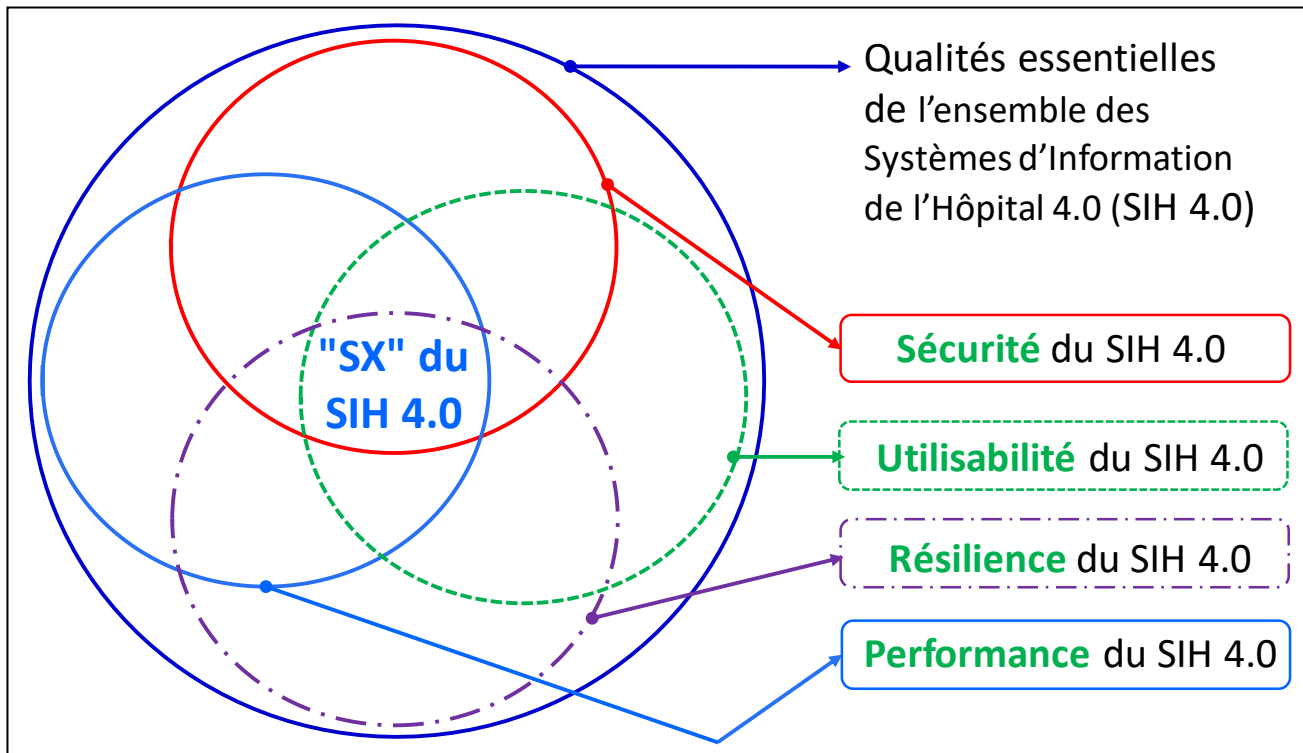 Qualités essentielles
de l’ensemble des
Systèmes d’Information
de l’Hôpital 4.0 (SIH 4.0)
"SX" du
SIH 4.0
Sécurité du SIH 4.0
Utilisabilité du SIH 4.0
Résilience du SIH 4.0
Performance du SIH 4.0